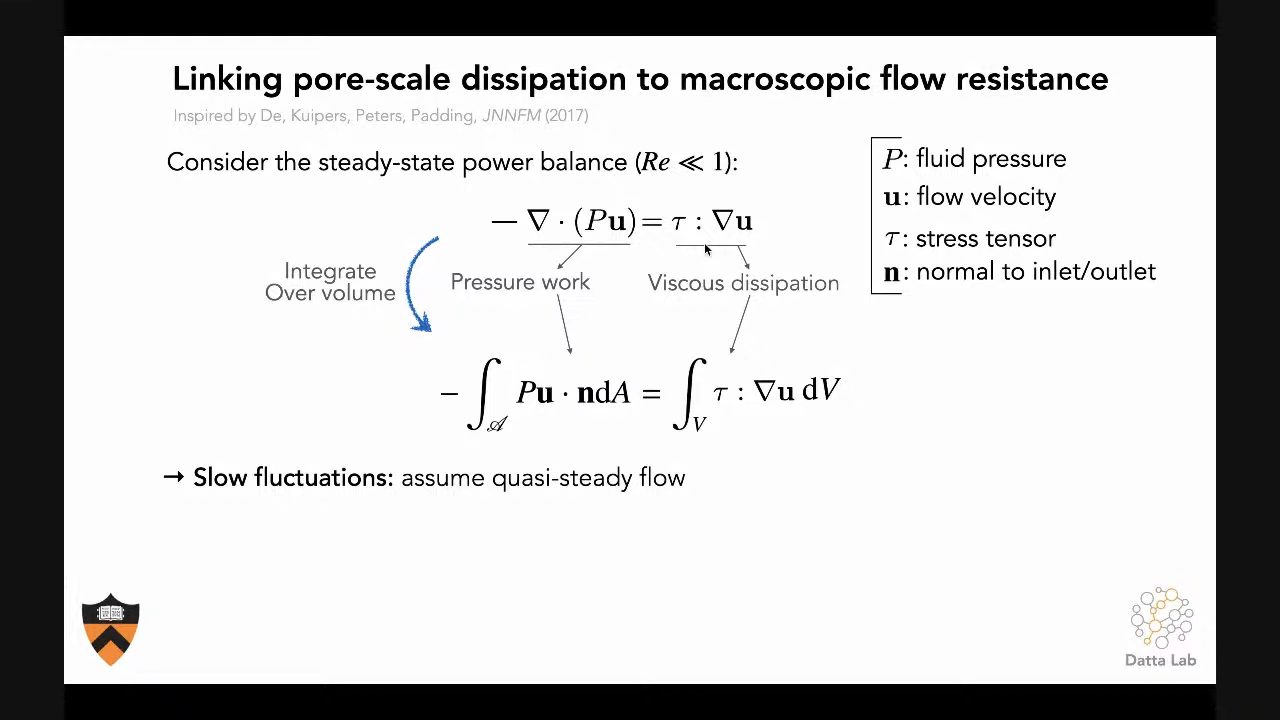 Linking pore-scale dissipation to macroscopic flow resistance
Inspired by De, Kuipers, Peters, Padding, JNNFM (2017)
Consider the steady-state power balance (Re ≪ 1):
− ∇ · (Pu) = τ : ∇u
Integrate
Over volume
Pressure work
Viscous dissipation
− ∫_𝒜 Pu · ndA = ∫_V τ : ∇u dV
→ Slow fluctuations: assume quasi-steady flow
P: fluid pressure
u: flow velocity
τ: stress tensor
n: normal to inlet/outlet
Datta Lab